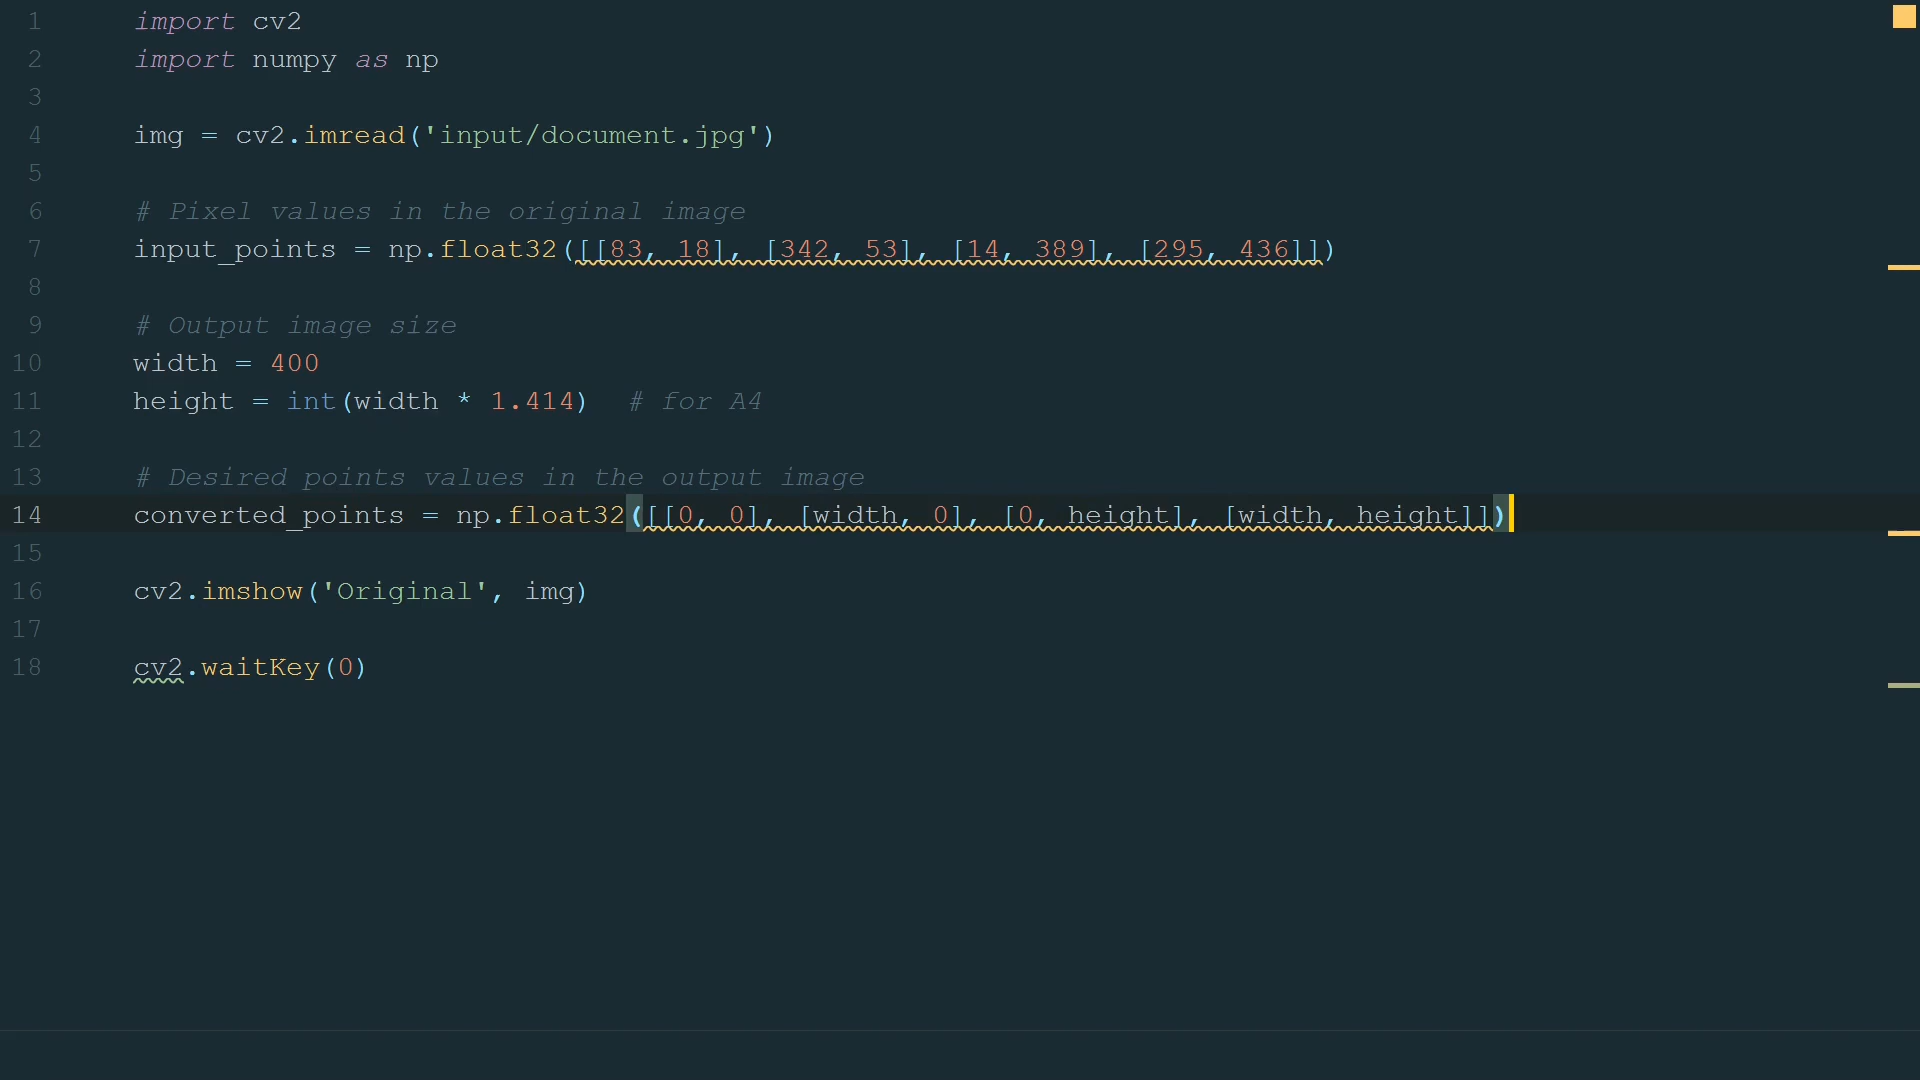 1 import cv2
2 import numpy as np
3
4 img = cv2.imread('input/document.jpg')
5
6 # Pixel values in the original image
7 input_points = np.float32([[83, 18], [342, 53], [14, 389], [295, 436]])
8
9 # Output image size
10 width = 400
11 height = int(width * 1.414)  # for A4
12
13 # Desired points values in the output image
14 converted_points = np.float32([[0, 0], [width, 0], [0, height], [width, height]])
15
16 cv2.imshow('Original', img)
17
18 cv2.waitKey(0)